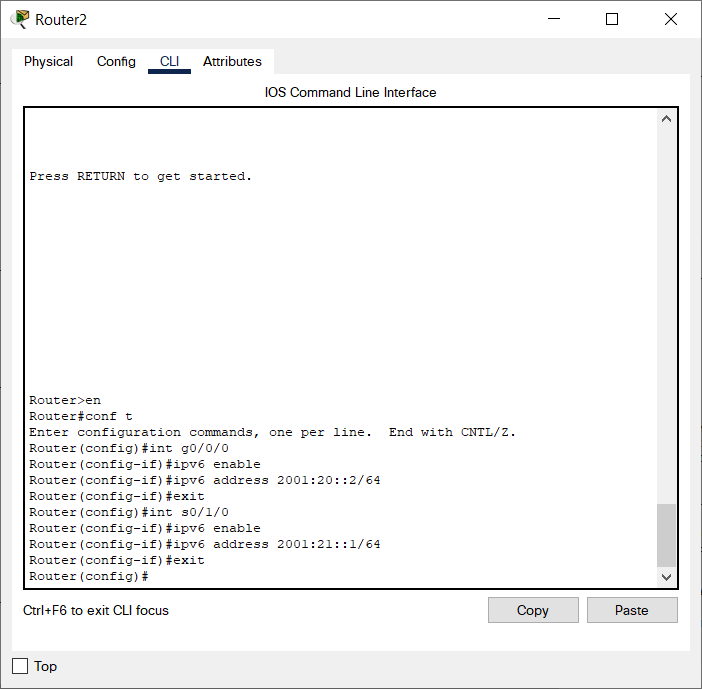 Router2
Physical Config CLI Attributes
IOS Command Line Interface
Press RETURN to get started.
Router>en
Router#conf t
Enter configuration commands, one per line.  End with CNTL/Z.
Router(config)#int g0/0/0
Router(config-if)#ipv6 enable
Router(config-if)#ipv6 address 2001:20::2/64
Router(config-if)#exit
Router(config)#int s0/1/0
Router(config-if)#ipv6 enable
Router(config-if)#ipv6 address 2001:21::1/64
Router(config-if)#exit
Router(config)#
Ctrl+F6 to exit CLI focus
Copy Paste
Top